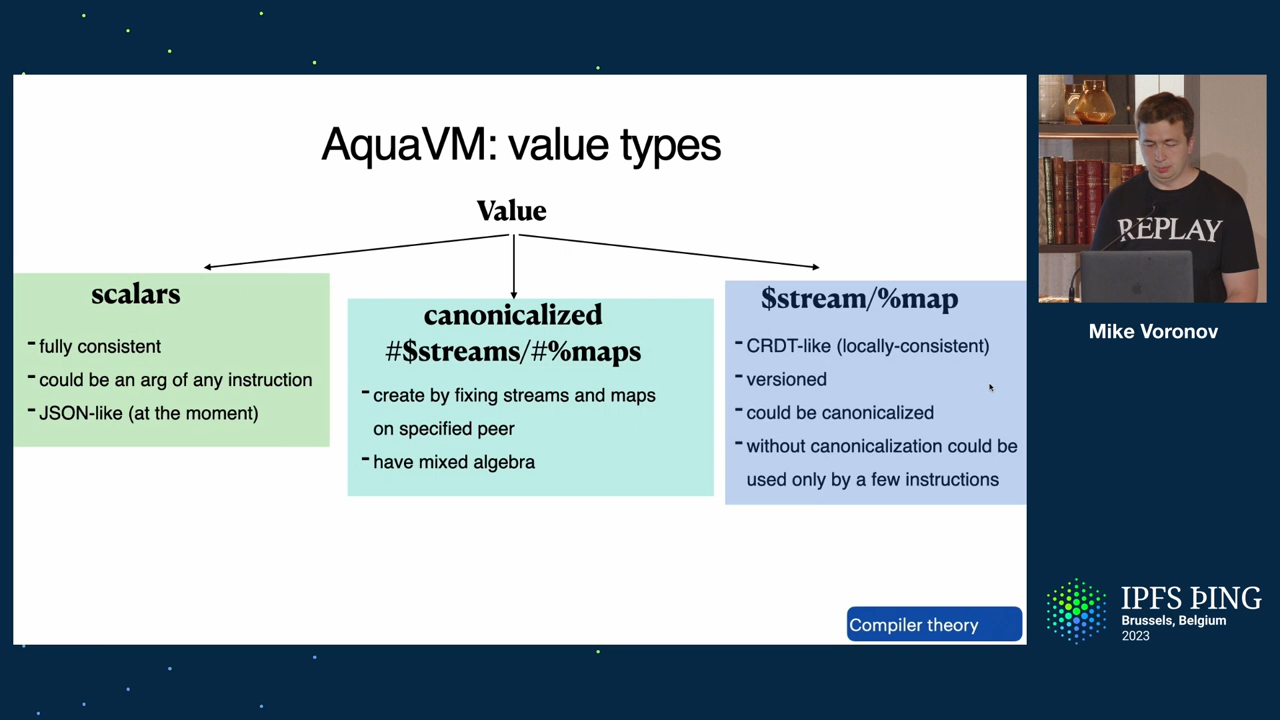 AquaVM: value types
Value
scalars
- fully consistent
- could be an arg of any instruction
- JSON-like (at the moment)
canonicalized
#$streams/#%maps
- create by fixing streams and maps
on specified peer
- have mixed algebra
$stream/%map
- CRDT-like (locally-consistent)
- versioned
- could be canonicalized
- without canonicalization could be
used only by a few instructions
Compiler theory
REPLAY
Mike Voronov
IPFS ÞING
Brussels, Belgium
2023